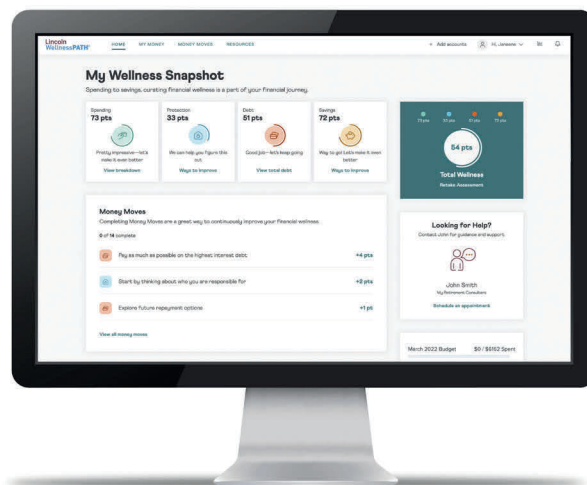 Lincoln
WellnessPATH®
HOME
MY MONEY
MONEY MOVES
RESOURCES
+ Add accounts
My Wellness Snapshot
Spending to savings, curating financial wellness is a part of your financial journey.
Spending
73 pts
Pretty impressive—let's
make it even better
View breakdown
Protection
33 pts
We can help you figure this
out
Ways to improve
Debt
51 pts
Good job—let's keep going
View total debt
Savings
72 pts
Way to go! Let's make it even
better
Ways to improve
73 pts
51 pts
54 pts
Total Wellness
Retake Assessment
Money Moves
Completing Money Moves are a great way to continuously improve your financial wellness.
0 of 14 complete
Pay as much as possible on the highest interest debt
+4 pts
Start by thinking about who you are responsible for
+2 pts
Explore future repayment options
+1 pt
View all money moves
Looking for Help?
Contact John for guidance and support.
John Smith
My Retirement Consultant
Schedule an appointment
March 2022 Budget
$0 / $6152 Spent